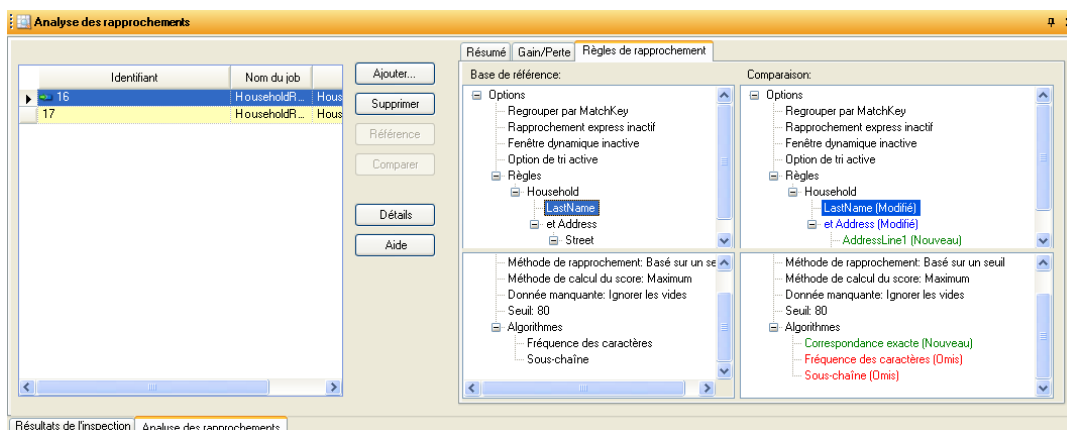 Analyse des rapprochements
Identifiant Nom du job
16 HouseholdR... Hous
17 HouseholdR... Hous
Ajouter...
Supprimer
Référence
Comparer
Détails
Aide
Résumé Gain/Perte Règles de rapprochement
Base de référence:
Options
Regrouper par MatchKey
Rapprochement express inactif
Fenêtre dynamique inactive
Option de tri active
Règles
Household
LastName
et Address
Street
Méthode de rapprochement: Basé sur un se
Méthode de calcul du score: Maximum
Donnée manquante: Ignorer les vides
Seuil: 80
Algorithmes
Fréquence des caractères
Sous-chaîne
Comparaison:
Options
Regrouper par MatchKey
Rapprochement express inactif
Fenêtre dynamique inactive
Option de tri active
Règles
Household
LastName (Modifié)
et Address (Modifié)
AddressLine1 (Nouveau)
Méthode de rapprochement: Basé sur un seuil
Méthode de calcul du score: Maximum
Donnée manquante: Ignorer les vides
Seuil: 80
Algorithmes
Correspondance exacte (Nouveau)
Fréquence des caractères (Omis)
Sous-chaîne (Omis)
Résultats de l'inspection Analyse des rapprochements